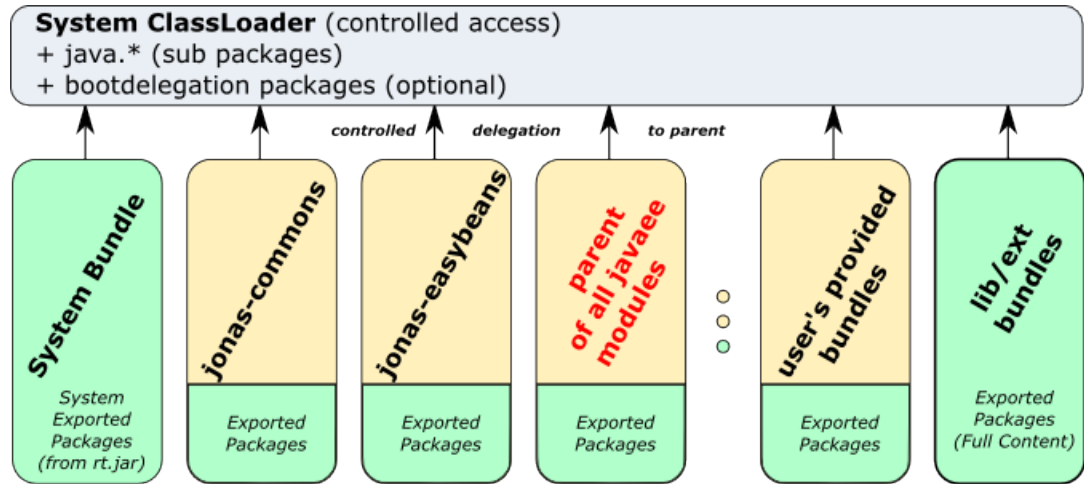 System ClassLoader (controlled access)
+ java.* (sub packages)
+ bootdelegation packages (optional)
controlled delegation to parent
System Bundle
System
Exported
Packages
(from rt.jar)
jonas-commons
Exported
Packages
jonas-easybeans
Exported
Packages
parent
of all javaee
modules
Exported
Packages
user's provided
bundles
Exported
Packages
lib/ext
bundles
Exported
Packages
(Full Content)